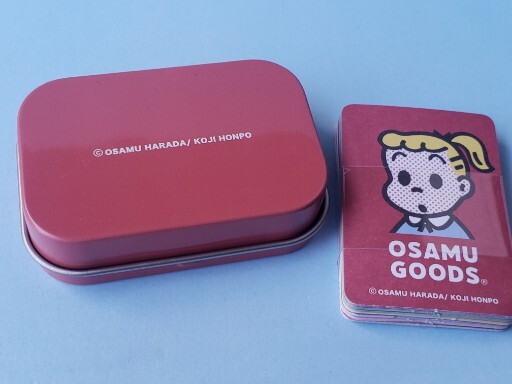 © OSAMU HARADA/ KOJI HONPO
OSAMU
GOODS®
© OSAMU HARADA/ KOJI HONPO